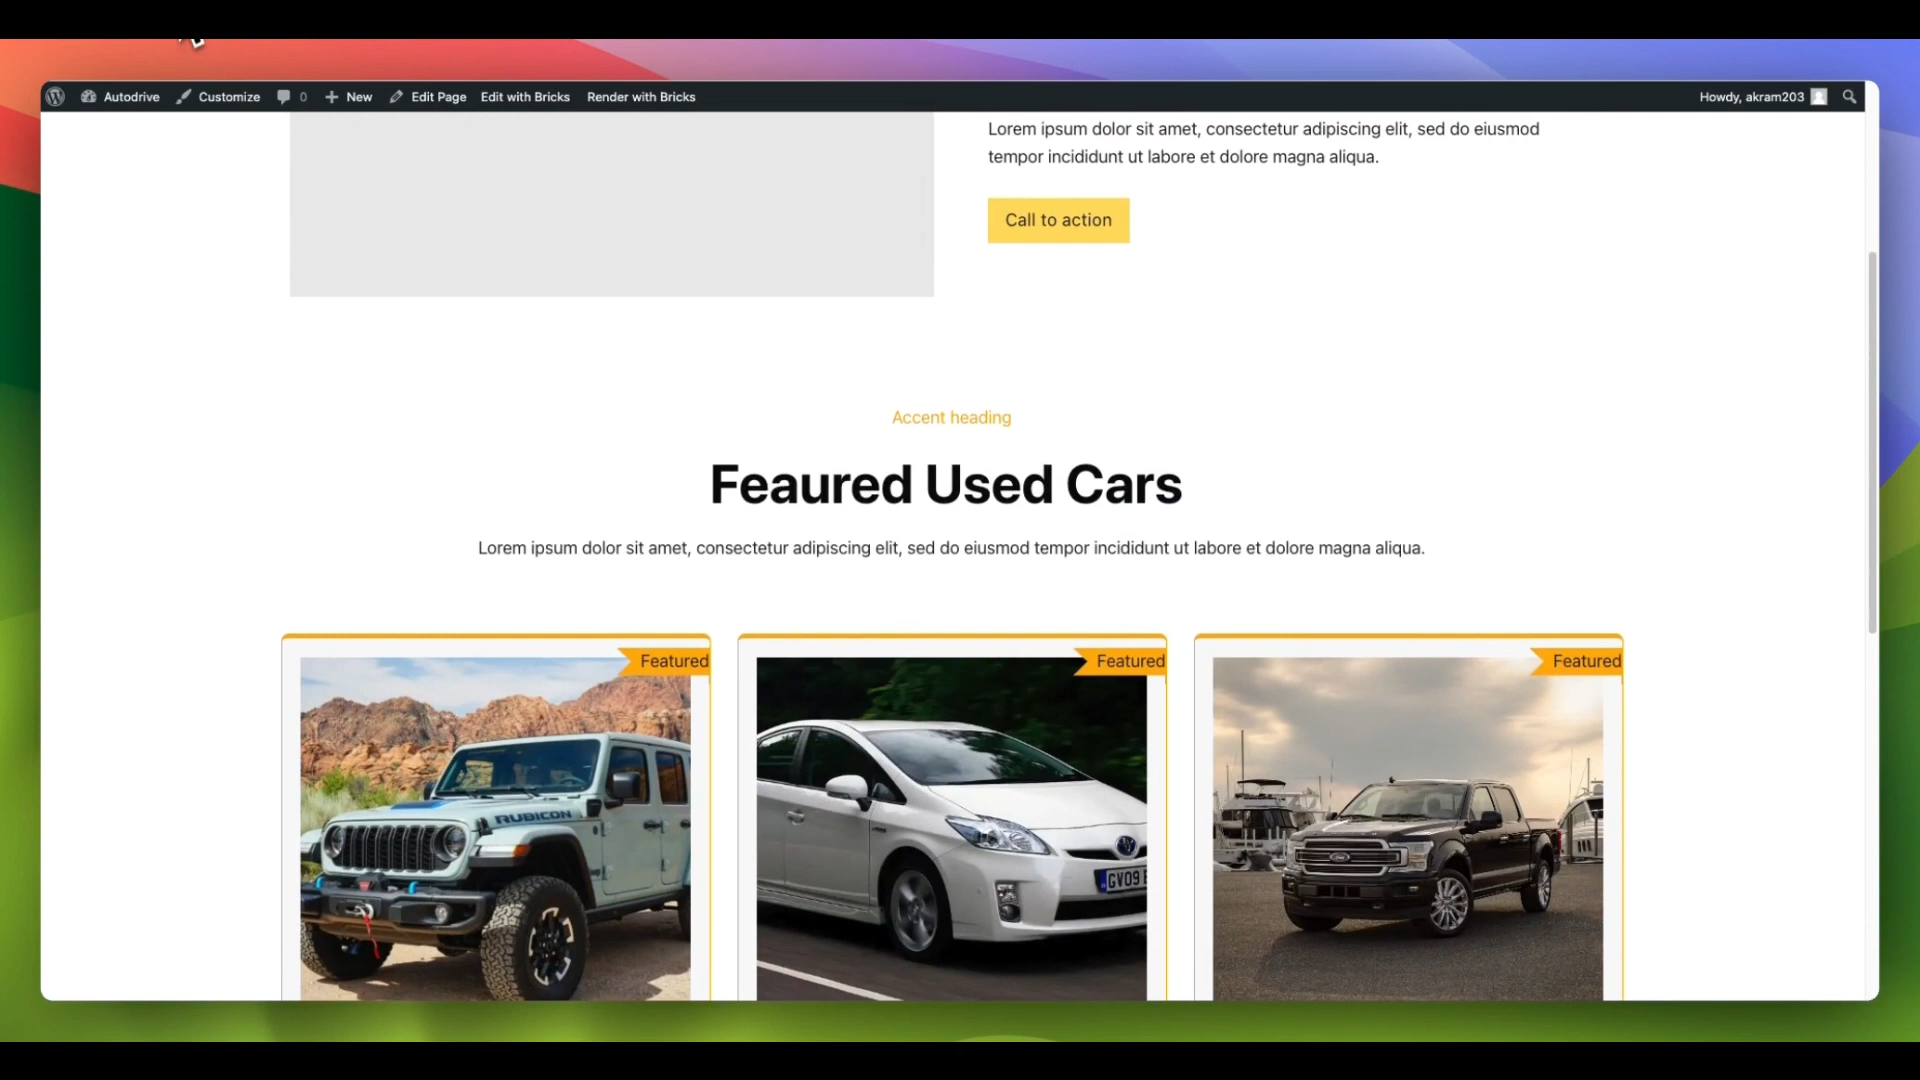 Autodrive Customize 0 New Edit Page Edit with Bricks Render with Bricks Howdy, akram203
Lorem ipsum dolor sit amet, consectetur adipiscing elit, sed do eiusmod
tempor incididunt ut labore et dolore magna aliqua.
Call to action
Accent heading
Feaured Used Cars
Lorem ipsum dolor sit amet, consectetur adipiscing elit, sed do eiusmod tempor incididunt ut labore et dolore magna aliqua.
Featured Featured Featured
RUBICON
GV09